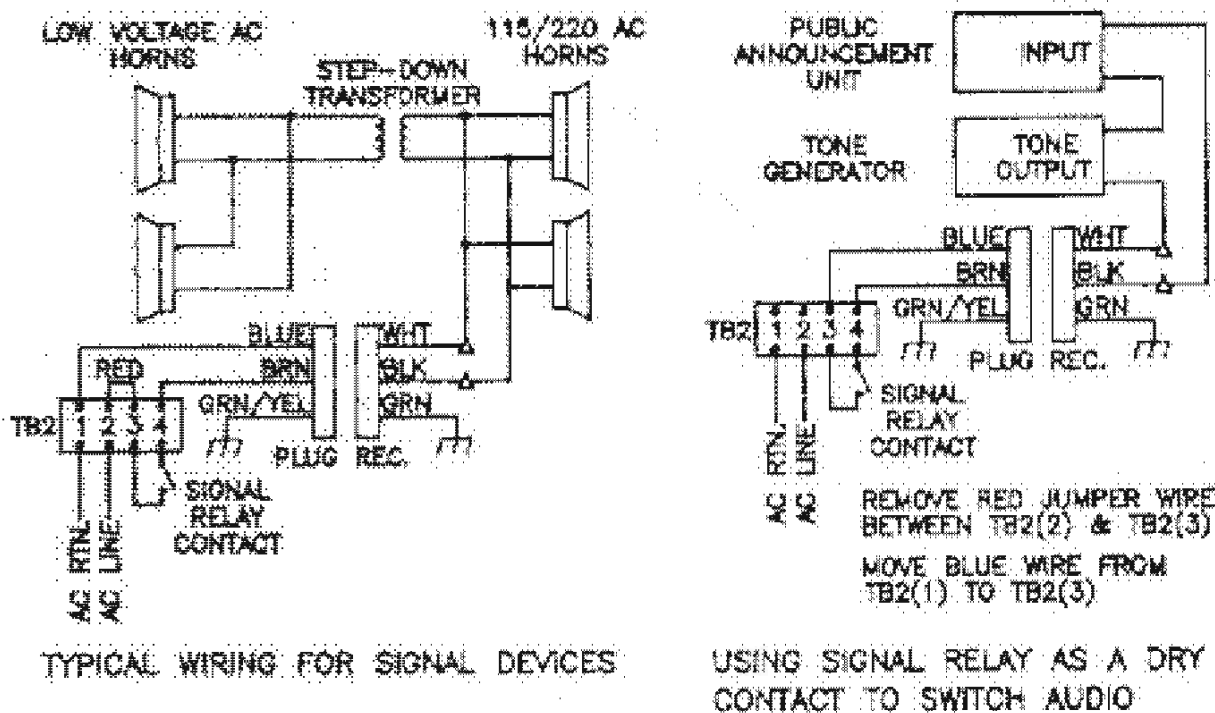 LOW VOLTAGE AC
HORNS
STEP-DOWN
TRANSFORMER
115/220 AC
HORNS
BLUE
RED
BRN
GRN/YEL
WHT
BLK
GRN
TB2
1 2 3 4
PLUG REC.
SIGNAL
RELAY
CONTACT
AC RTN.
AC LINE
TYPICAL WIRING FOR SIGNAL DEVICES
PUBLIC
ANNOUNCEMENT
UNIT
INPUT
TONE
GENERATOR
TONE
OUTPUT
BLUE
BRN
GRN/YEL
WHT
BLK
GRN
TB2
1 2 3 4
PLUG REC.
SIGNAL
RELAY
CONTACT
AC RTN.
AC LINE
REMOVE RED JUMPER WIRE
BETWEEN TB2(2) & TB2(3)
MOVE BLUE WIRE FROM
TB2(1) TO TB2(3)
USING SIGNAL RELAY AS A DRY
CONTACT TO SWITCH AUDIO